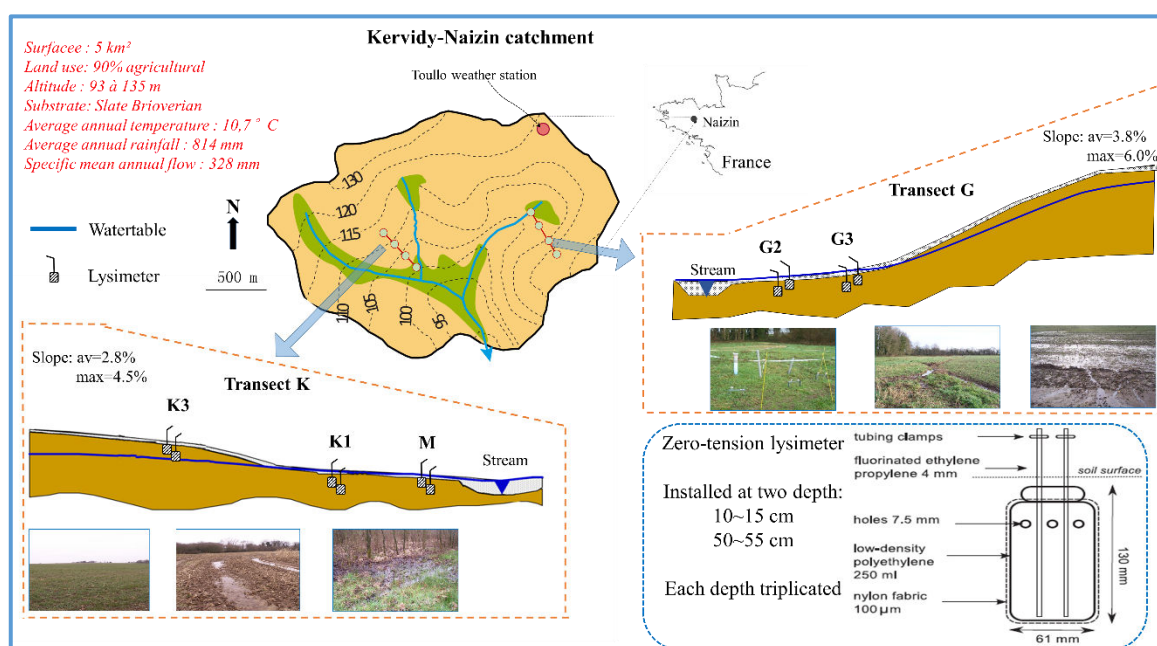 Kervidy-Naizin catchment
Surfacee : 5 km²
Land use: 90% agricultural
Altitude : 93 à 135 m
Substrate: Slate Brioverian
Average annual temperature : 10,7 ° C
Average annual rainfall : 814 mm
Specific mean annual flow : 328 mm
Toullo weather station
Naizin
France
130
120
115
110
105
100
95
N
500 m
Watertable
Lysimeter
Slope: av=3.8%
max=6.0%
Transect G
G2
G3
Stream
Slope: av=2.8%
max=4.5%
Transect K
K3
K1
M
Stream
Zero-tension lysimeter
Installed at two depth:
10~15 cm
50~55 cm
Each depth triplicated
tubing clamps
fluorinated ethylene
propylene 4 mm
soil surface
holes 7.5 mm
low-density
polyethylene
250 ml
nylon fabric
100 µm
130 mm
61 mm